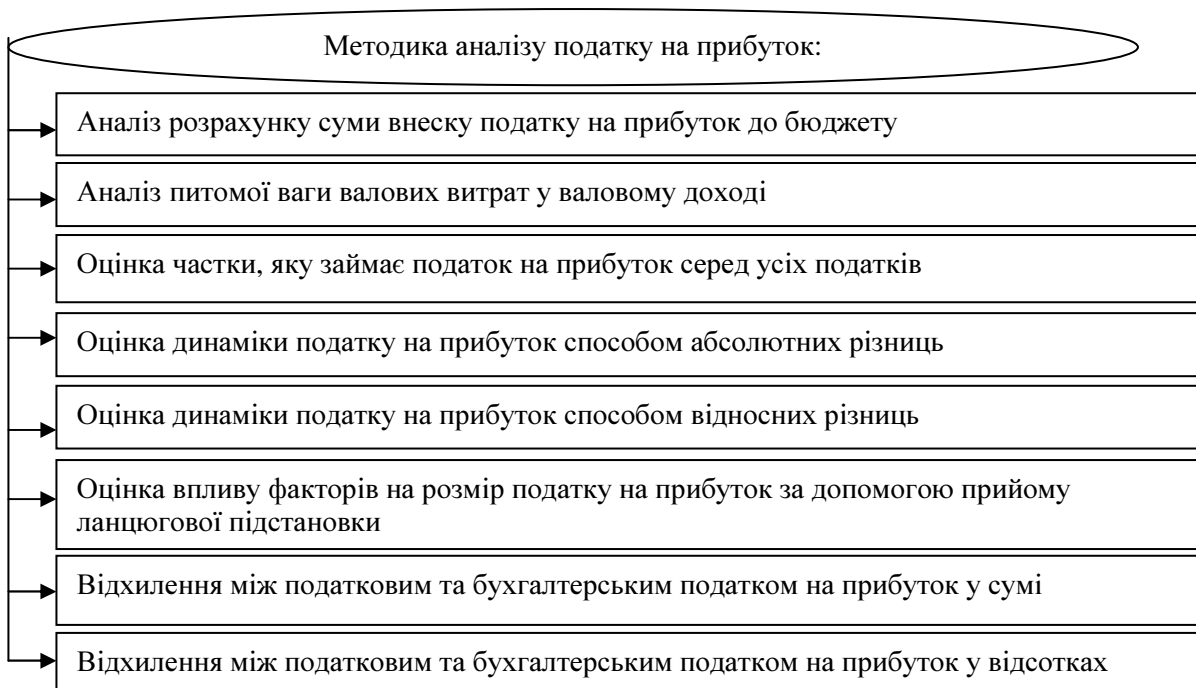 Методика аналізу податку на прибуток:
Аналіз розрахунку суми внеску податку на прибуток до бюджету
Аналіз питомої ваги валових витрат у валовому доході
Оцінка частки, яку займає податок на прибуток серед усіх податків
Оцінка динаміки податку на прибуток способом абсолютних різниць
Оцінка динаміки податку на прибуток способом відносних різниць
Оцінка впливу факторів на розмір податку на прибуток за допомогою прийому
ланцюгової підстановки
Відхилення між податковим та бухгалтерським податком на прибуток у сумі
Відхилення між податковим та бухгалтерським податком на прибуток у відсотках